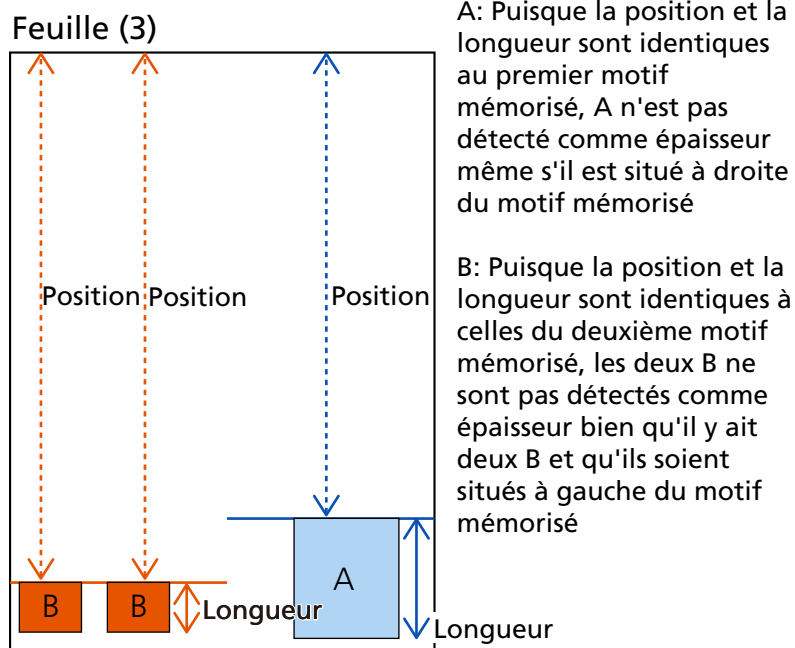 Feuille (3)
Position
Position
Position
B
B
Longueur
A
Longueur
A: Puisque la position et la
longueur sont identiques
au premier motif
mémorisé, A n'est pas
détecté comme épaisseur
même s'il est situé à droite
du motif mémorisé
B: Puisque la position et la
longueur sont identiques à
celles du deuxième motif
mémorisé, les deux B ne
sont pas détectés comme
épaisseur bien qu'il y ait
deux B et qu'ils soient
situés à gauche du motif
mémorisé